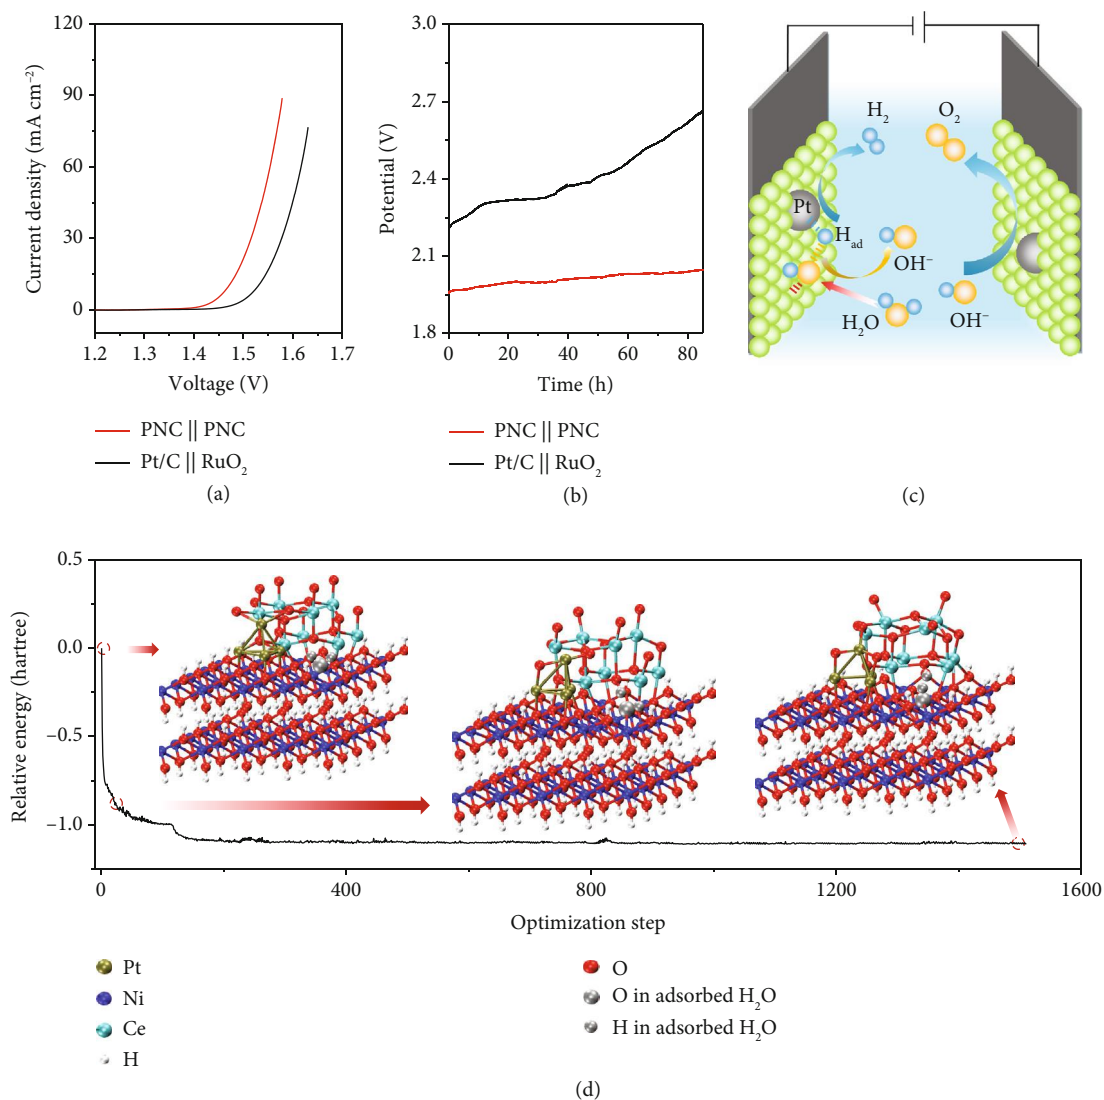 120
90
60
30
0
Current density (mA cm⁻²)
1.2 1.3 1.4 1.5 1.6 1.7
Voltage (V)
PNC || PNC
Pt/C || RuO₂
(a)
3.0
2.7
2.4
2.1
1.8
Potential (V)
0 20 40 60 80
Time (h)
PNC || PNC
Pt/C || RuO₂
(b)
H₂ O₂
Pt
H_ad
OH⁻
H₂O
OH⁻
(c)
0.5
0.0
−0.5
−1.0
Relative energy (hartree)
0 400 800 1200 1600
Optimization step
Pt
Ni
Ce
H
O
O in adsorbed H₂O
H in adsorbed H₂O
(d)